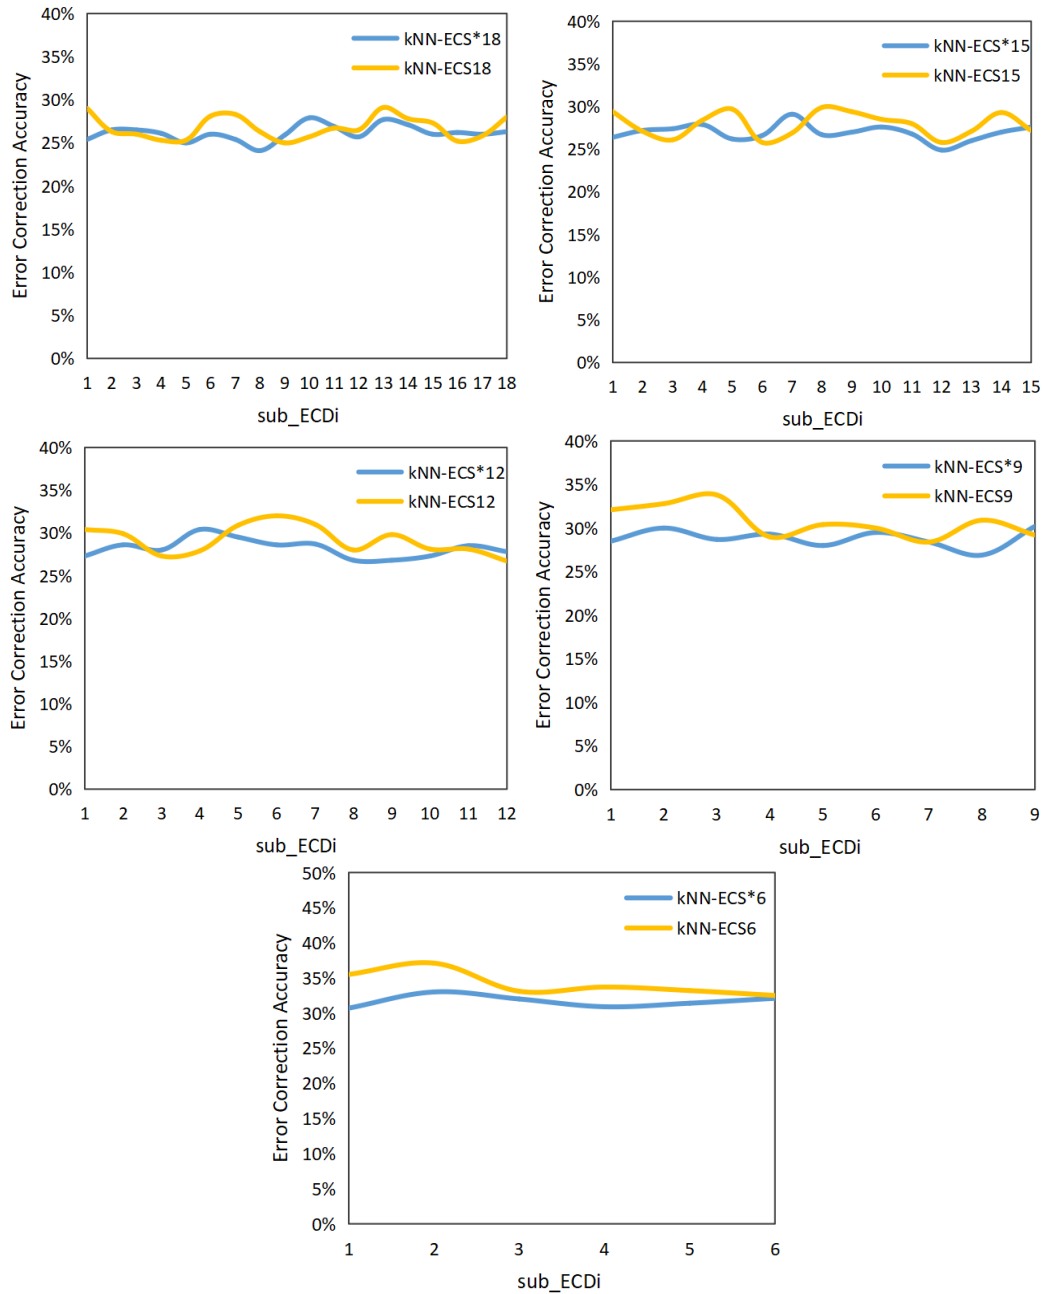 40%
35%
30%
25%
20%
15%
10%
5%
0%
Error Correction Accuracy
kNN-ECS*18
kNN-ECS18
1 2 3 4 5 6 7 8 9 10 11 12 13 14 15 16 17 18
sub_ECDi
40%
35%
30%
25%
20%
15%
10%
5%
0%
Error Correction Accuracy
kNN-ECS*15
kNN-ECS15
1 2 3 4 5 6 7 8 9 10 11 12 13 14 15
sub_ECDi
40%
35%
30%
25%
20%
15%
10%
5%
0%
Error Correction Accuracy
kNN-ECS*12
kNN-ECS12
1 2 3 4 5 6 7 8 9 10 11 12
sub_ECDi
40%
35%
30%
25%
20%
15%
10%
5%
0%
Error Correction Accuracy
kNN-ECS*9
kNN-ECS9
1 2 3 4 5 6 7 8 9
sub_ECDi
50%
45%
40%
35%
30%
25%
20%
15%
10%
5%
0%
Error Correction Accuracy
kNN-ECS*6
kNN-ECS6
1 2 3 4 5 6
sub_ECDi